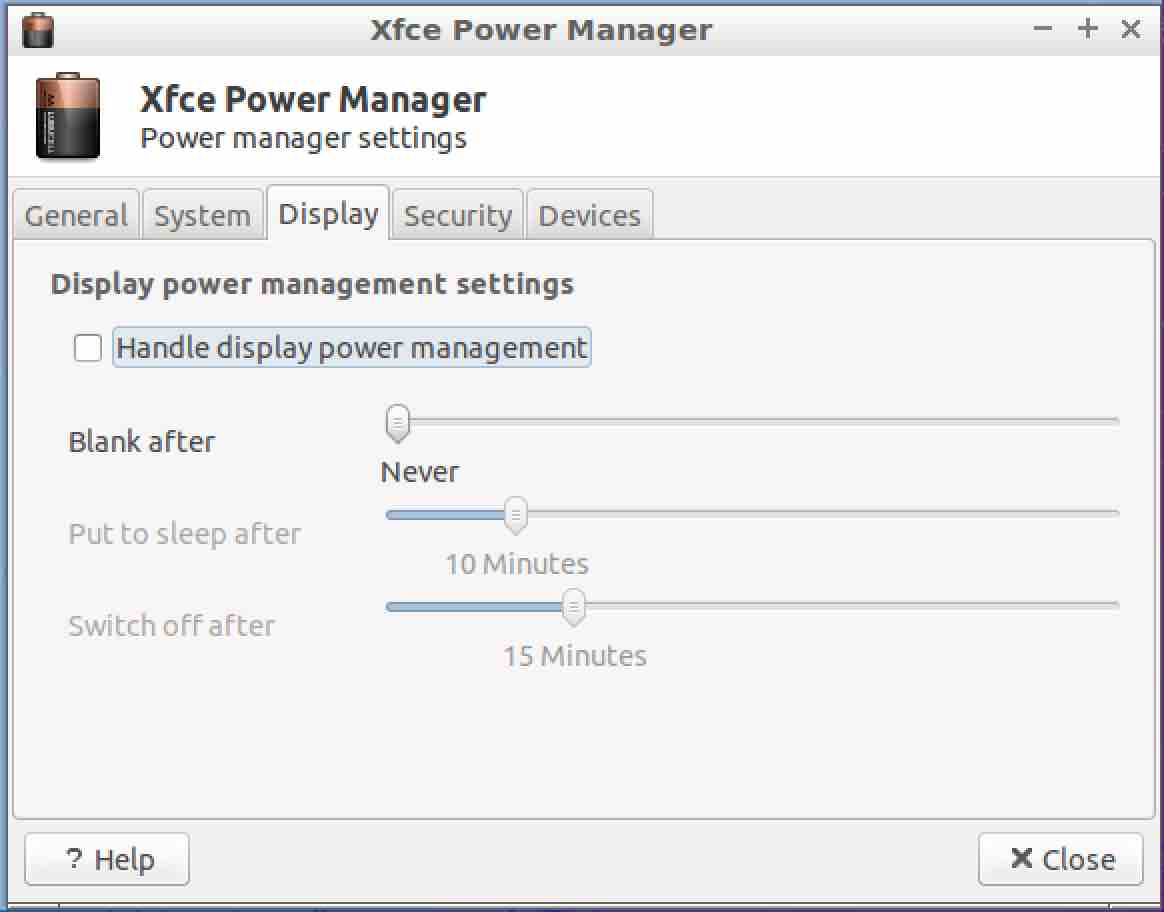 Xfce Power Manager
Xfce Power Manager
Power manager settings
General System Display Security Devices
Display power management settings
Handle display power management
Blank after
Never
Put to sleep after
10 Minutes
Switch off after
15 Minutes
? Help
Close